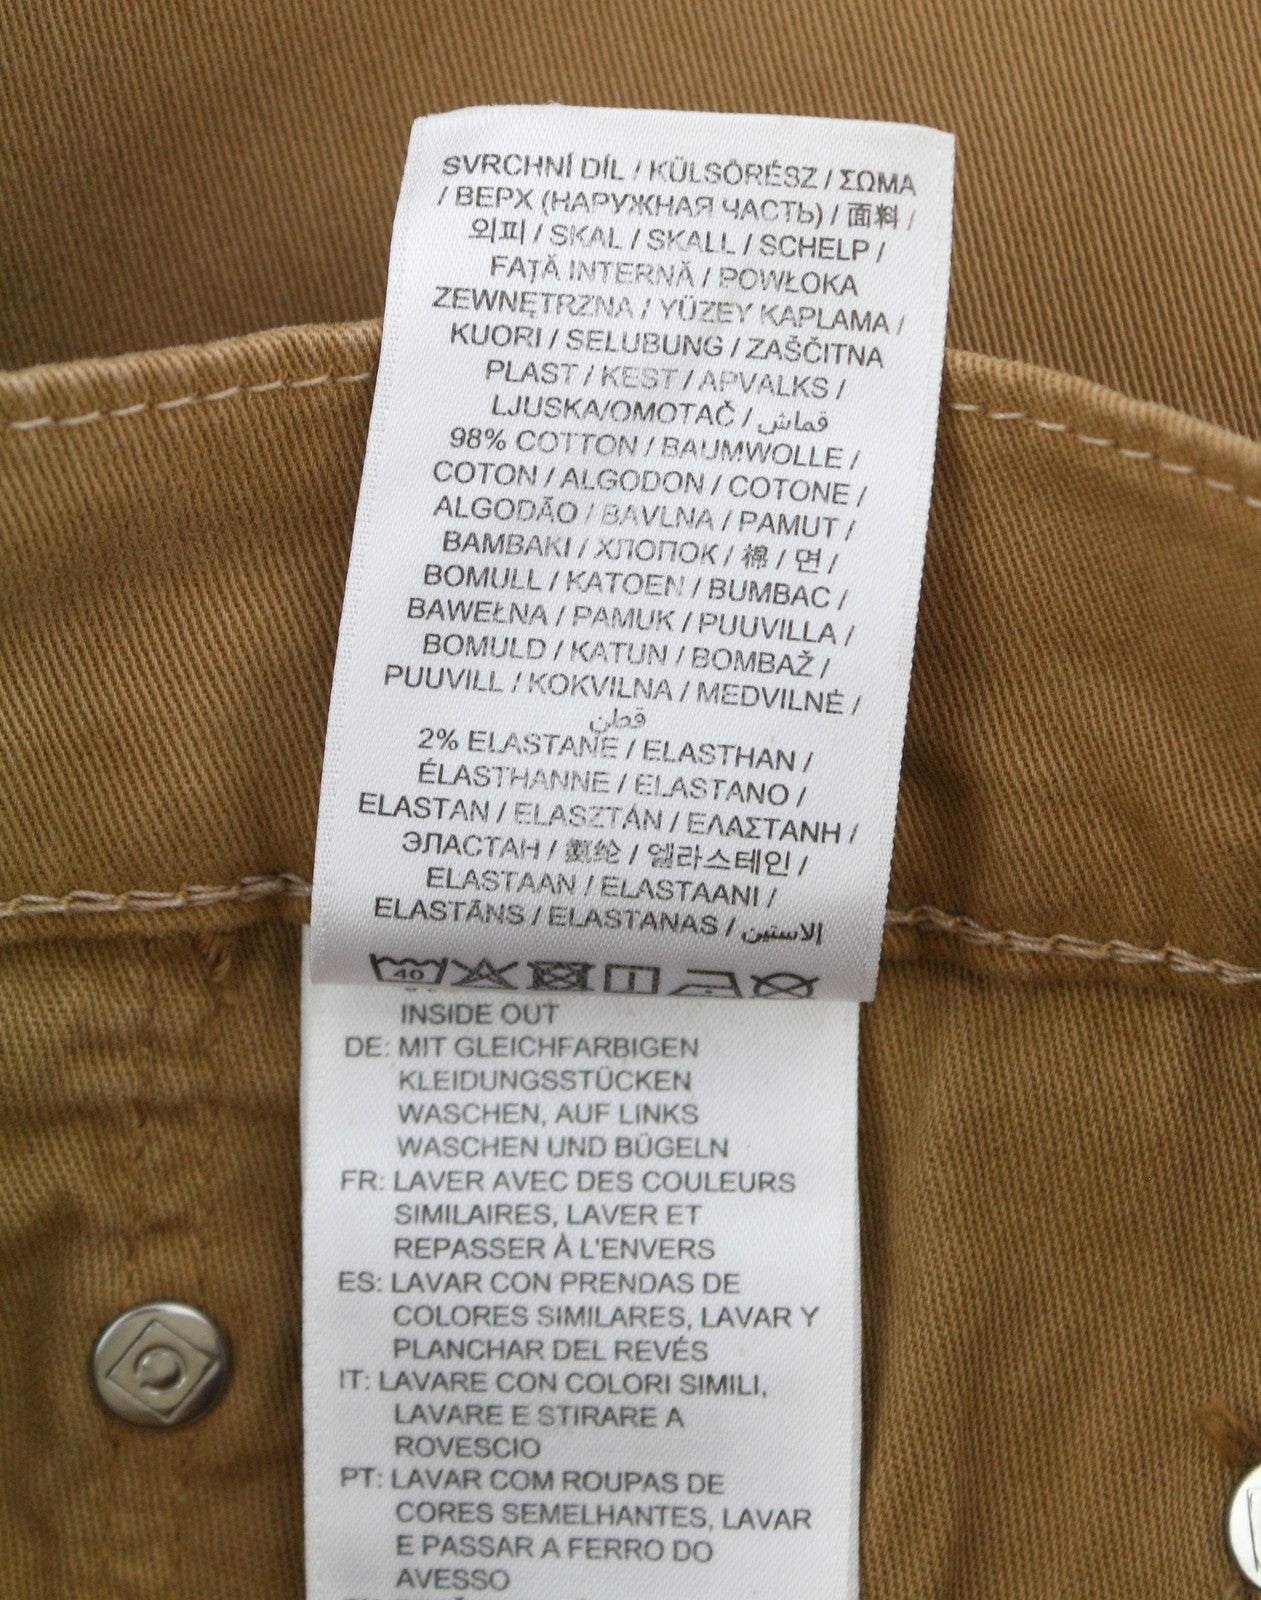 SVRCHNÍ DÍL / KÜLSŐRÉSZ / ΣΩΜΑ
/ ВЕРХ (НАРУЖНАЯ ЧАСТЬ) / 面料 /
외피 / SKAL / SKALL / SCHELP /
FAȚĂ INTERNĂ / POWŁOKA
ZEWNĘTRZNA / YÜZEY KAPLAMA /
KUORI / SELUBUNG / ZAŠČITNA
PLAST / KEST / APVALKS /
LJUSKA/OMOTAČ / قماش
98% COTTON / BAUMWOLLE /
COTON / ALGODON / COTONE /
ALGODÃO / BAVLNA / PAMUT /
BAMBAKI / ХЛОПОК / 棉 / 면 /
BOMULL / KATOEN / BUMBAC /
BAWEŁNA / PAMUK / PUUVILLA /
BOMULD / KATUN / BOMBAŽ /
PUUVILL / KOKVILNA / MEDVILNĖ /
قطن
2% ELASTANE / ELASTHAN /
ÉLASTHANNE / ELASTANO /
ELASTAN / ELASZTÁN / ΕΛΑΣΤΑΝΗ /
ЭЛАСТАН / 氨纶 / 엘라스테인 /
ELASTAAN / ELASTAANI /
ELASTĀNS / ELASTANAS / الاستين
40
INSIDE OUT
DE: MIT GLEICHFARBIGEN
KLEIDUNGSSTÜCKEN
WASCHEN, AUF LINKS
WASCHEN UND BÜGELN
FR: LAVER AVEC DES COULEURS
SIMILAIRES, LAVER ET
REPASSER À L'ENVERS
ES: LAVAR CON PRENDAS DE
COLORES SIMILARES, LAVAR Y
PLANCHAR DEL REVÉS
IT: LAVARE CON COLORI SIMILI,
LAVARE E STIRARE A
ROVESCIO
PT: LAVAR COM ROUPAS DE
CORES SEMELHANTES, LAVAR
E PASSAR A FERRO DO
AVESSO